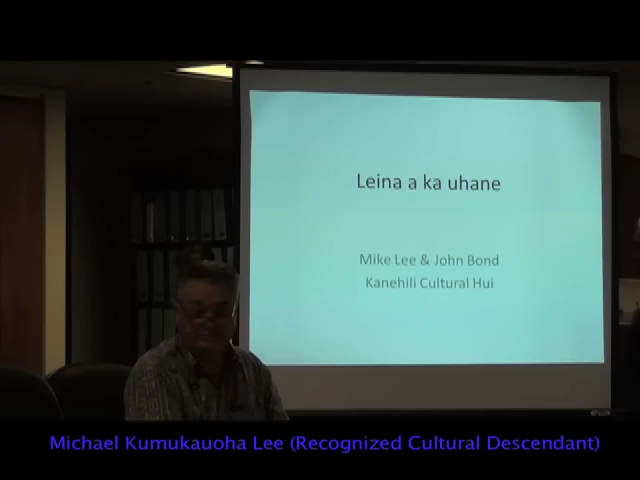 Leina a ka uhane
Mike Lee & John Bond
Kanehili Cultural Hui
Michael Kumukauoha Lee (Recognized Cultural Descendant)